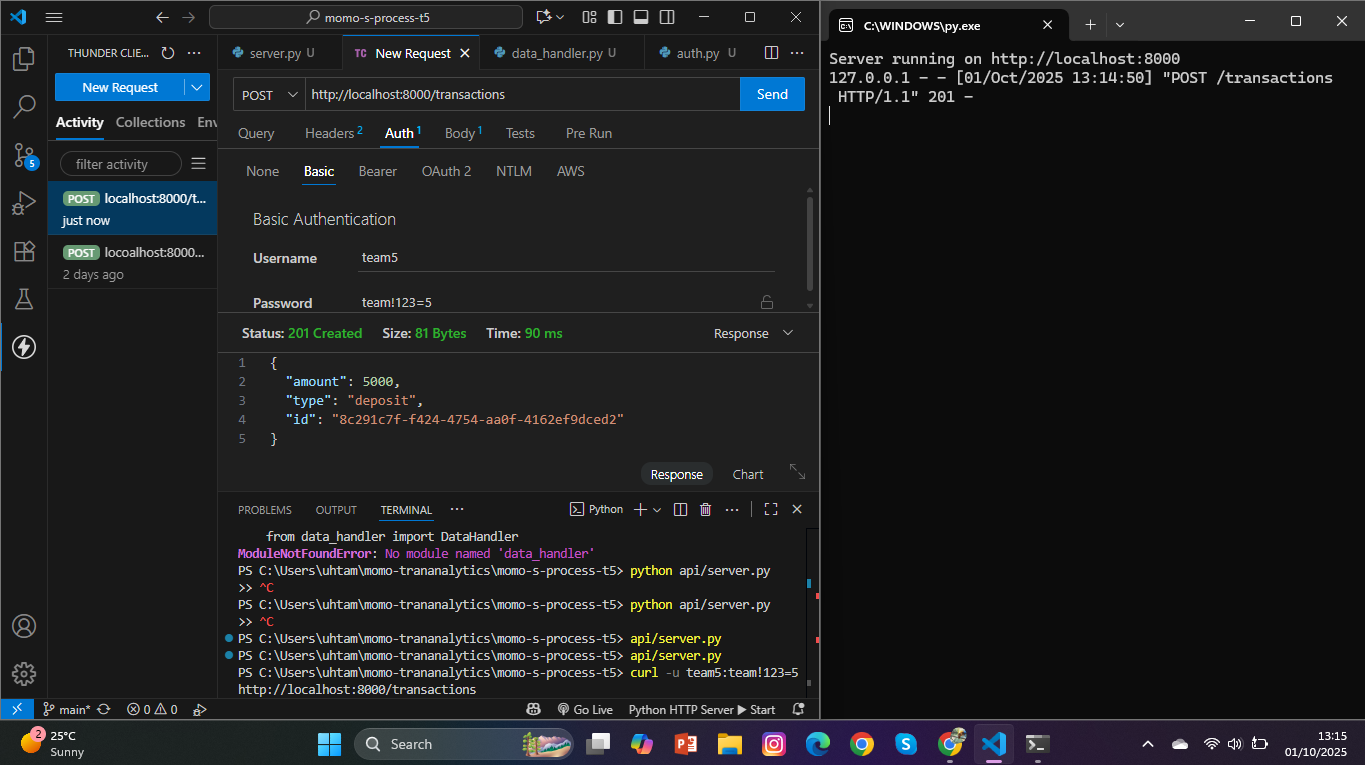 momo-s-process-t5
THUNDER CLIE...
server.py U
TC New Request
data_handler.py U
auth.py U
New Request
Activity
Collections
Env
filter activity
POST localhost:8000/t...
just now
POST locoalhost:8000...
2 days ago
5
POST
http://localhost:8000/transactions
Send
Query
Headers 2
Auth 1
Body 1
Tests
Pre Run
None
Basic
Bearer
OAuth 2
NTLM
AWS
Basic Authentication
Username
team5
Password
team!123=5
Status: 201 Created
Size: 81 Bytes
Time: 90 ms
Response
1 {
2 "amount": 5000,
3 "type": "deposit",
4 "id": "8c291c7f-f424-4754-aa0f-4162ef9dced2"
5 }
Response
Chart
PROBLEMS
OUTPUT
TERMINAL
Python
from data_handler import DataHandler
ModuleNotFoundError: No module named 'data_handler'
PS C:\Users\uhtam\momo-trananalytics\momo-s-process-t5> python api/server.py
>> ^C
PS C:\Users\uhtam\momo-trananalytics\momo-s-process-t5> python api/server.py
>> ^C
PS C:\Users\uhtam\momo-trananalytics\momo-s-process-t5> api/server.py
PS C:\Users\uhtam\momo-trananalytics\momo-s-process-t5> api/server.py
PS C:\Users\uhtam\momo-trananalytics\momo-s-process-t5> curl -u team5:team!123=5
http://localhost:8000/transactions
main*
0
0
Go Live
Python HTTP Server
Start
C:\WINDOWS\py.exe
Server running on http://localhost:8000
127.0.0.1 - - [01/Oct/2025 13:14:50] "POST /transactions
HTTP/1.1" 201 -
2
25°C
Sunny
Search
13:15
01/10/2025